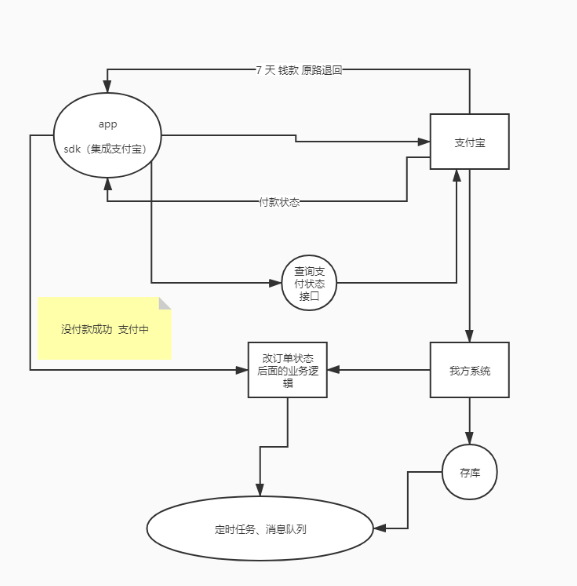 7 天 钱款 原路退回
app
sdk（集成支付宝）
支付宝
付款状态
查询支
付状态
接口
没付款成功 支付中
改订单状态
后面的业务逻
辑
我方系统
存库
定时任务、消息队列